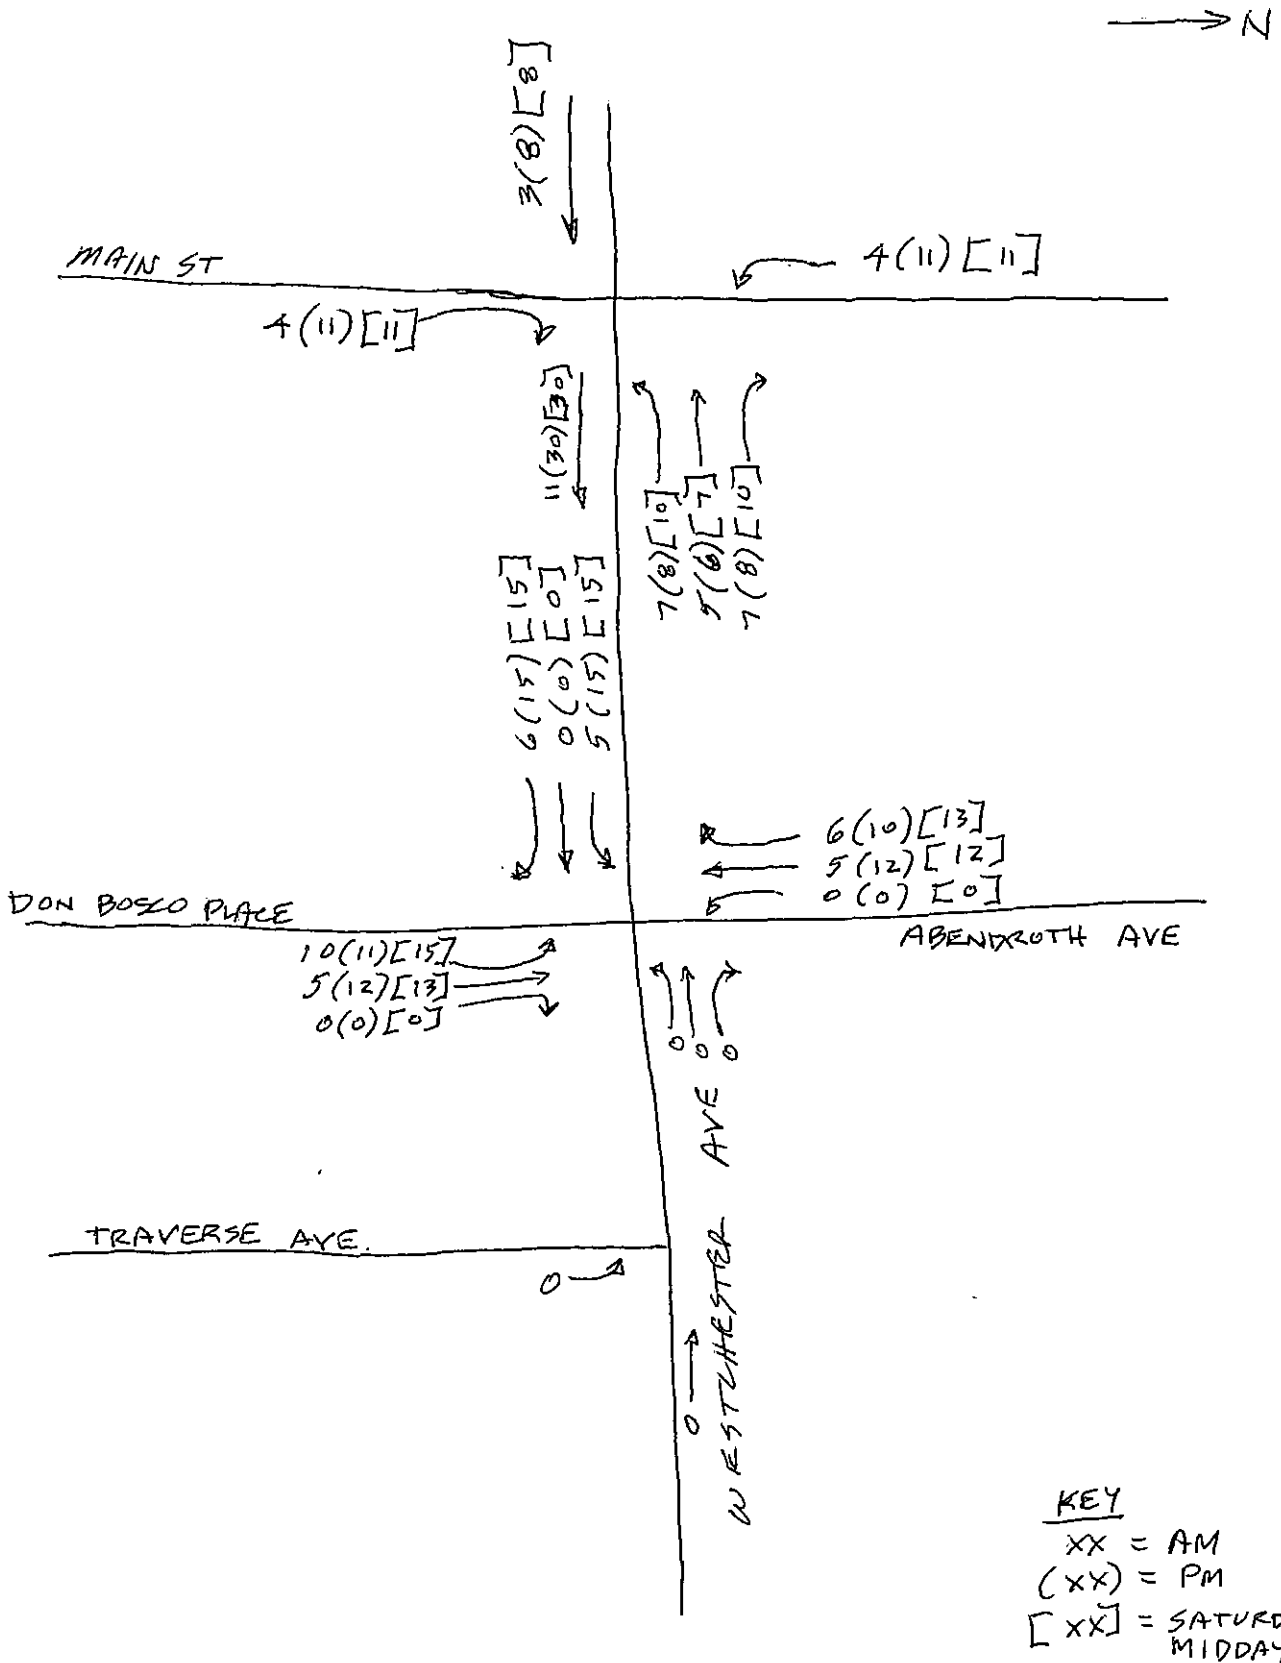 N
3(8)[8]
MAIN ST
4(11)[11]
4(11)[11]
11(30)[30]
7(8)[10]
5(6)[7]
7(8)[10]
6(15)[15]
0(0)[0]
5(15)[15]
6(10)[13]
5(12)[12]
0(0)[0]
DON BOSCO PLACE
ABENDROTH AVE
10(11)[15]
5(12)[13]
0(0)[0]
0
0
0
TRAVERSE AVE.
0
0
WESTCHESTER AVE
KEY
XX = AM
(XX) = PM
[XX] = SATURD
MIDDAY